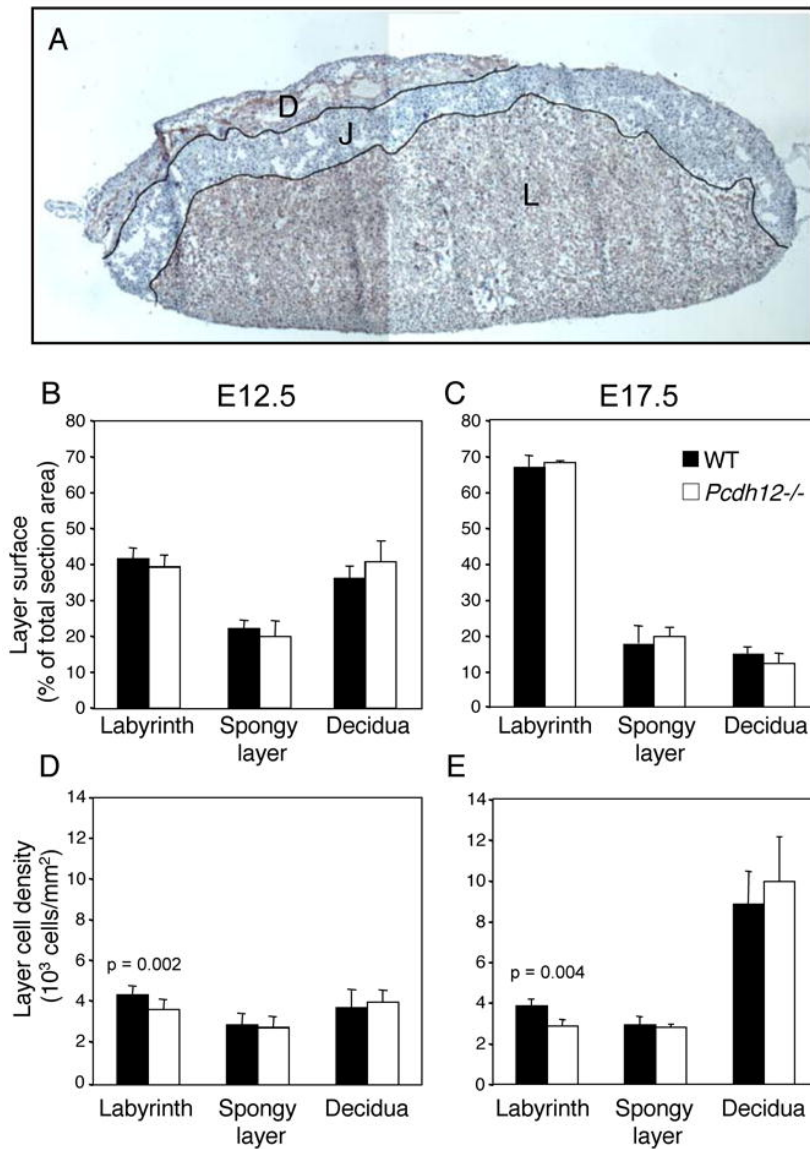 A
D
J
L
B
E12.5
C
E17.5
Layer surface
(% of total section area)
80
70
60
50
40
30
20
10
0
Labyrinth
Spongy
layer
Decidua
80
70
60
50
40
30
20
10
0
WT
Pcdh12-/-
Labyrinth
Spongy
layer
Decidua
D
Layer cell density
(10³ cells/mm²)
14
12
10
8
6
4
2
0
p = 0.002
Labyrinth
Spongy
layer
Decidua
E
14
12
10
8
6
4
2
0
p = 0.004
Labyrinth
Spongy
layer
Decidua